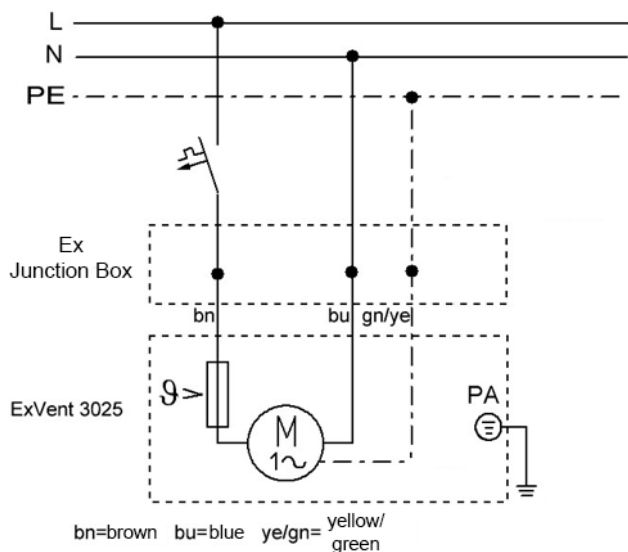 L
N
PE
Ex
Junction Box
bn bu gn/ye
ϑ>
ExVent 3025
PA
M
1~
bn=brown bu=blue ye/gn= yellow/
green